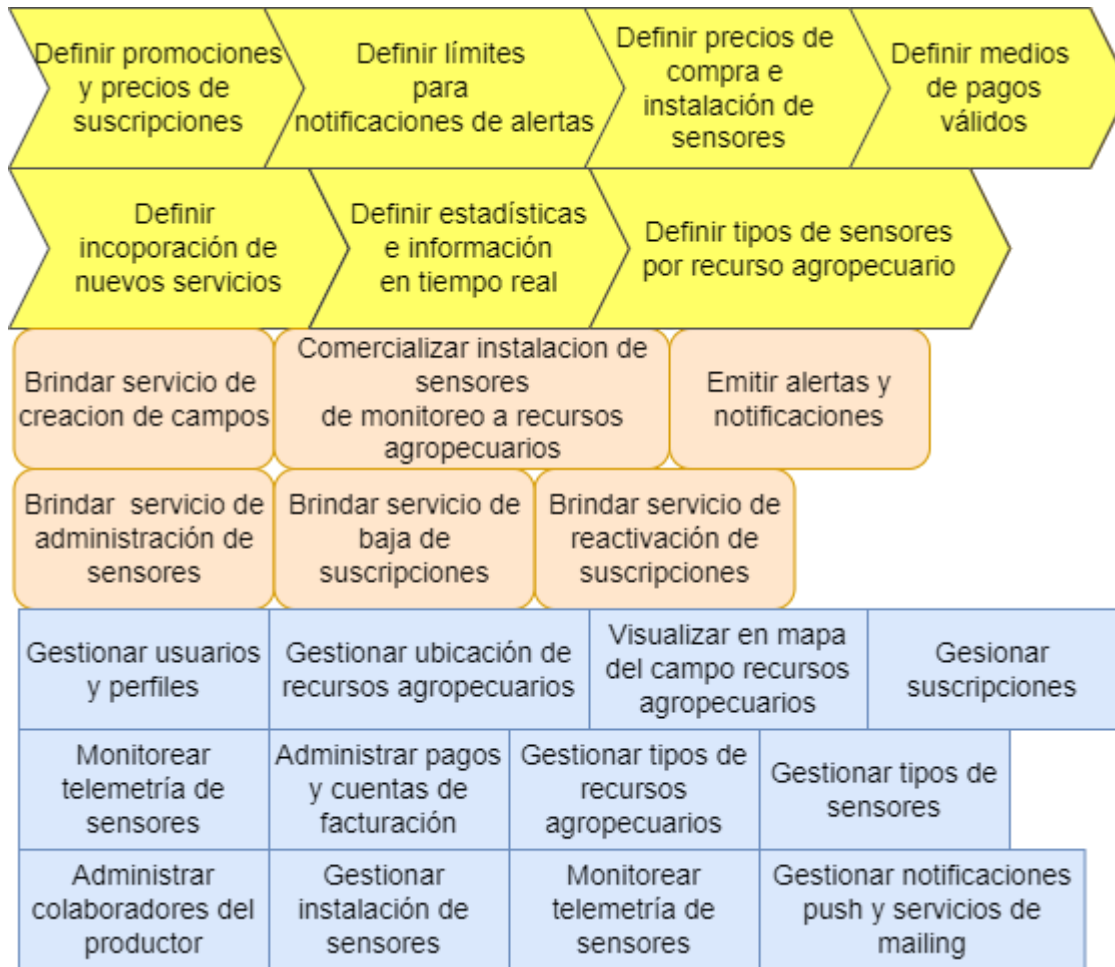 Definir promociones
y precios de
suscripciones
Definir límites
para
notificaciones de alertas
Definir precios de
compra e
instalación de
sensores
Definir medios
de pagos
válidos
Definir
incoporación de
nuevos servicios
Definir estadísticas
e información
en tiempo real
Definir tipos de sensores
por recurso agropecuario
Brindar servicio de
creacion de campos
Comercializar instalacion de
sensores
de monitoreo a recursos
agropecuarios
Emitir alertas y
notificaciones
Brindar servicio de
administración de
sensores
Brindar servicio de
baja de
suscripciones
Brindar servicio de
reactivación de
suscripciones
Gestionar usuarios
y perfiles
Gestionar ubicación de
recursos agropecuarios
Visualizar en mapa
del campo recursos
agropecuarios
Gesionar
suscripciones
Monitorear
telemetría de
sensores
Administrar pagos
y cuentas de
facturación
Gestionar tipos de
recursos
agropecuarios
Gestionar tipos de
sensores
Administrar
colaboradores del
productor
Gestionar
instalación de
sensores
Monitorear
telemetría de
sensores
Gestionar notificaciones
push y servicios de
mailing